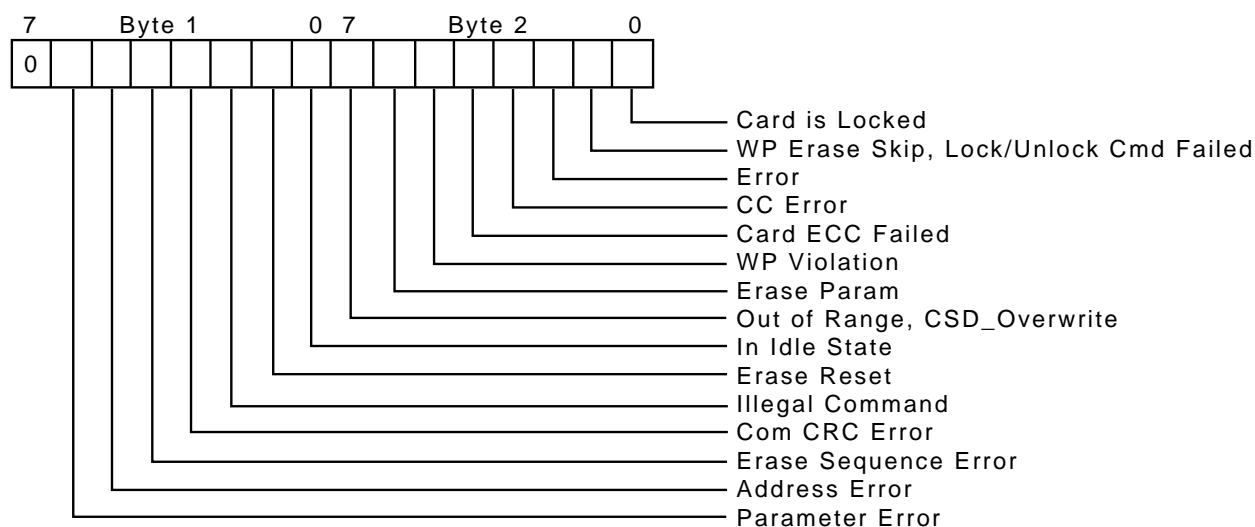 7 Byte 1 0 7 Byte 2 0
0
Card is Locked
WP Erase Skip, Lock/Unlock Cmd Failed
Error
CC Error
Card ECC Failed
WP Violation
Erase Param
Out of Range, CSD_Overwrite
In Idle State
Erase Reset
Illegal Command
Com CRC Error
Erase Sequence Error
Address Error
Parameter Error